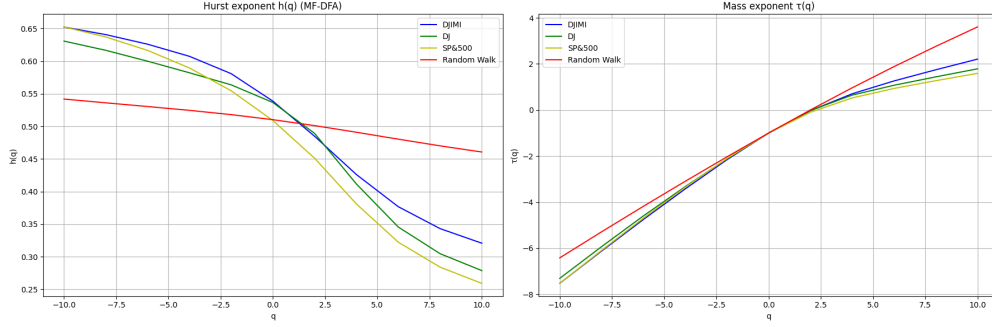 Hurst exponent h(q) (MF-DFA)
0.65
0.60
0.55
0.50
0.45
0.40
0.35
0.30
0.25
h(q)
DJIMI
DJ
SP&500
Random Walk
-10.0 -7.5 -5.0 -2.5 0.0 2.5 5.0 7.5 10.0
q
Mass exponent τ(q)
4
2
0
-2
-4
-6
-8
τ(q)
DJIMI
DJ
SP&500
Random Walk
-10.0 -7.5 -5.0 -2.5 0.0 2.5 5.0 7.5 10.0
q